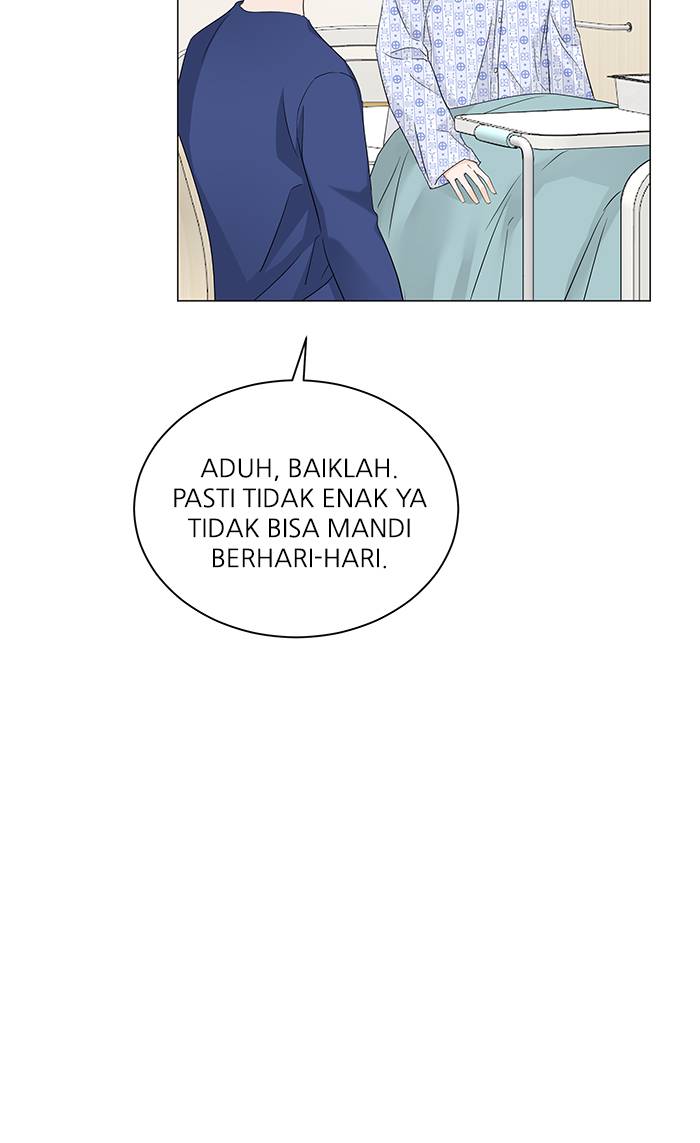 ADUH, BAIKLAH.
PASTI TIDAK ENAK YA
TIDAK BISA MANDI
BERHARI-HARI.